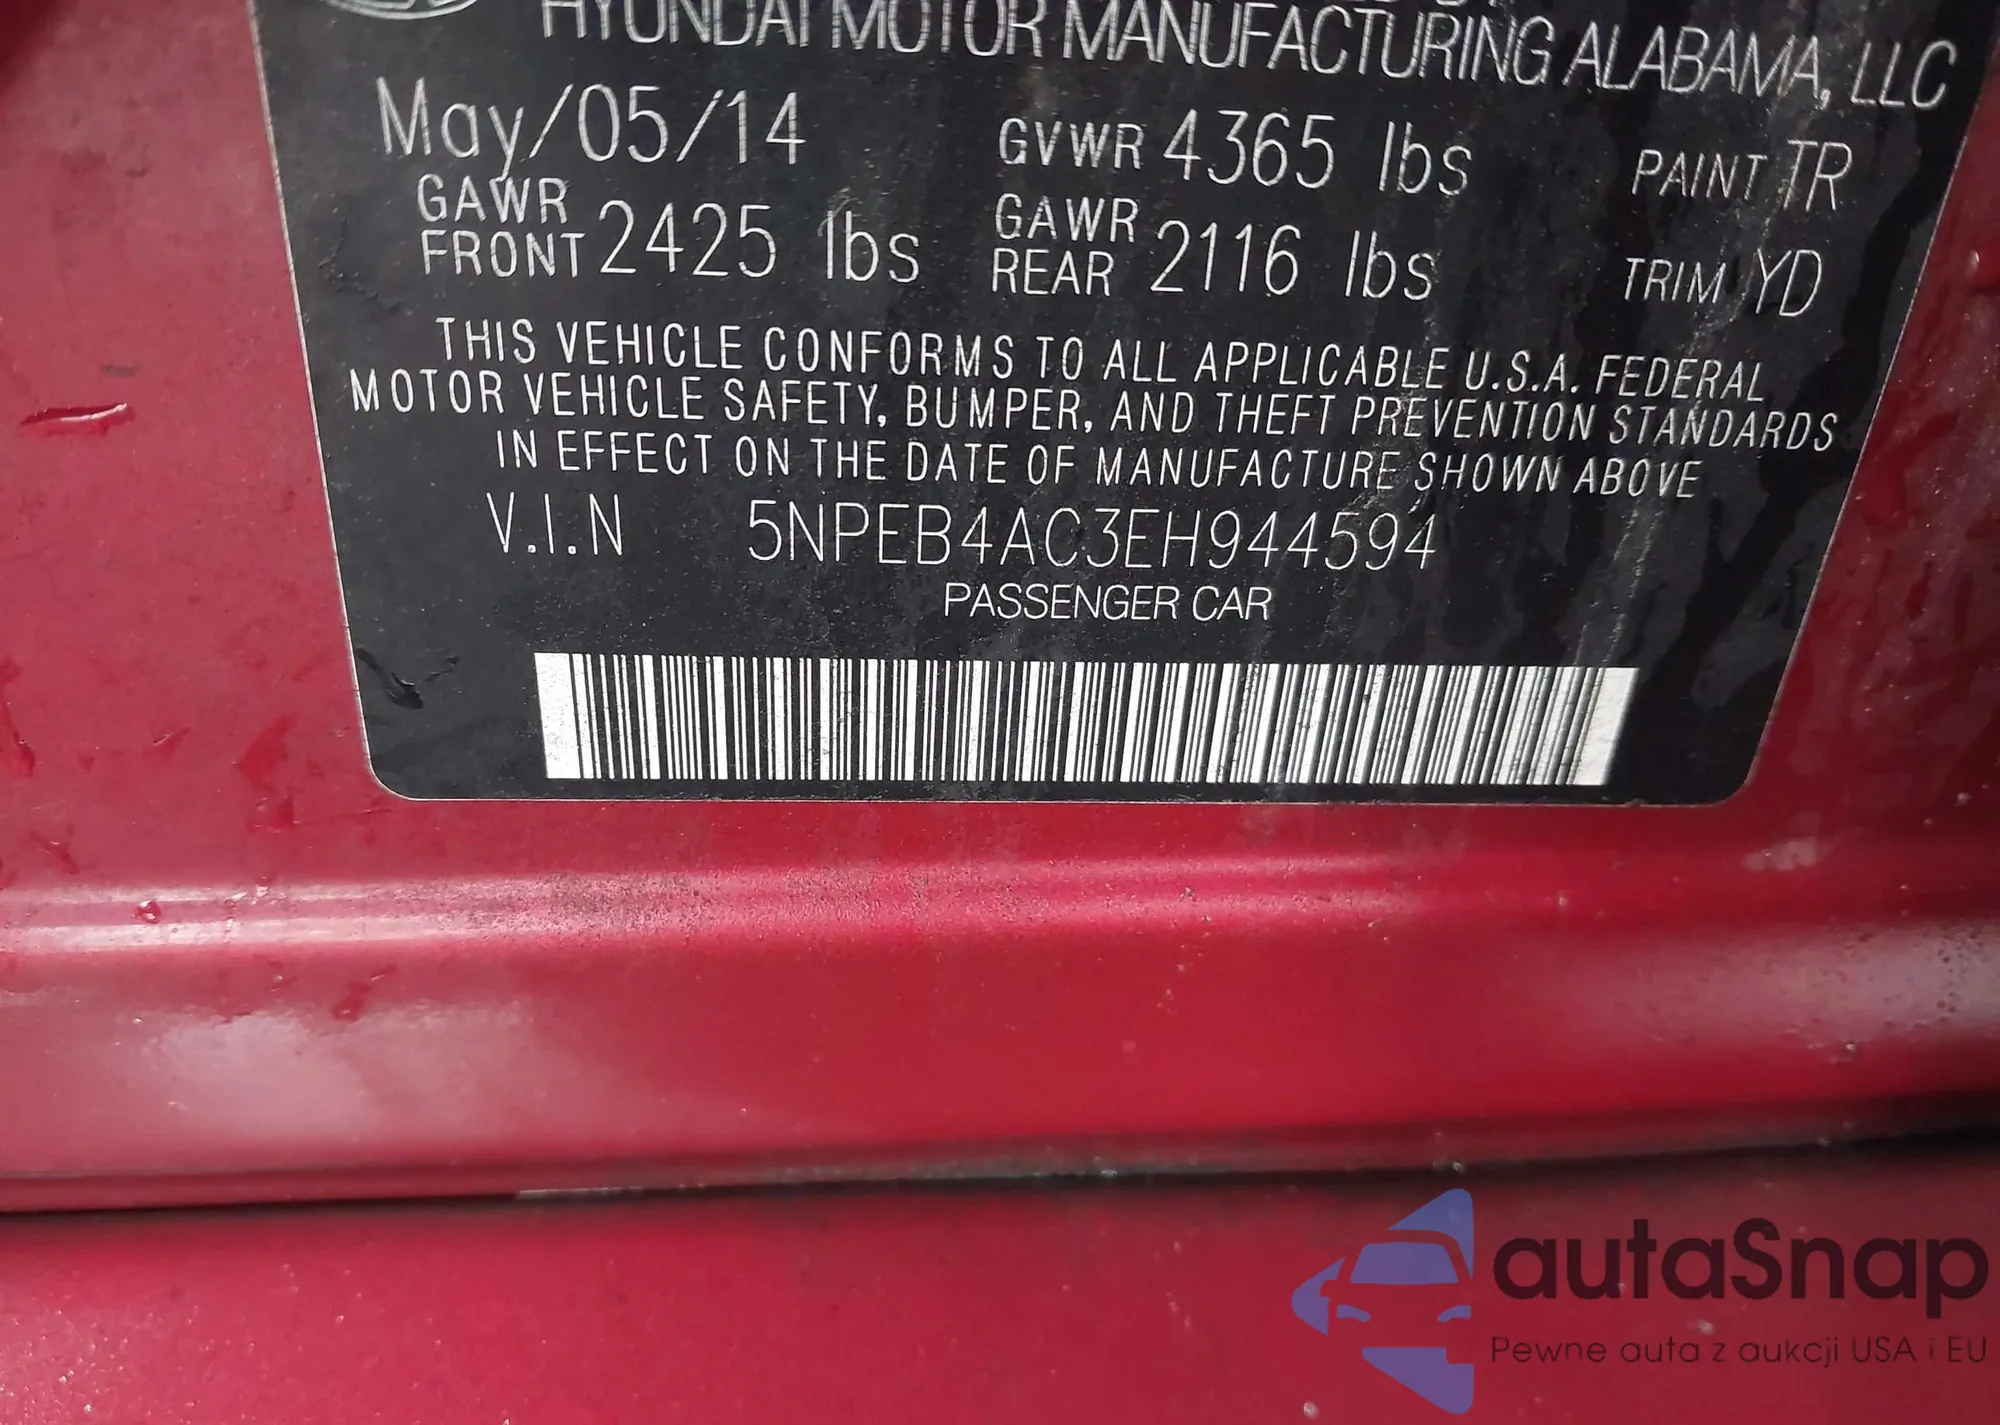 HYUNDAI MOTOR MANUFACTURING ALABAMA, LLC
May/05/14 GVWR 4365 lbs PAINT TR
GAWR FRONT 2425 lbs GAWR REAR 2116 lbs TRIM YD
THIS VEHICLE CONFORMS TO ALL APPLICABLE U.S.A. FEDERAL
MOTOR VEHICLE SAFETY, BUMPER, AND THEFT PREVENTION STANDARDS
IN EFFECT ON THE DATE OF MANUFACTURE SHOWN ABOVE
V.I.N 5NPEB4AC3EH944594
PASSENGER CAR
autaSnap
Pewne auta z aukcji USA i EU